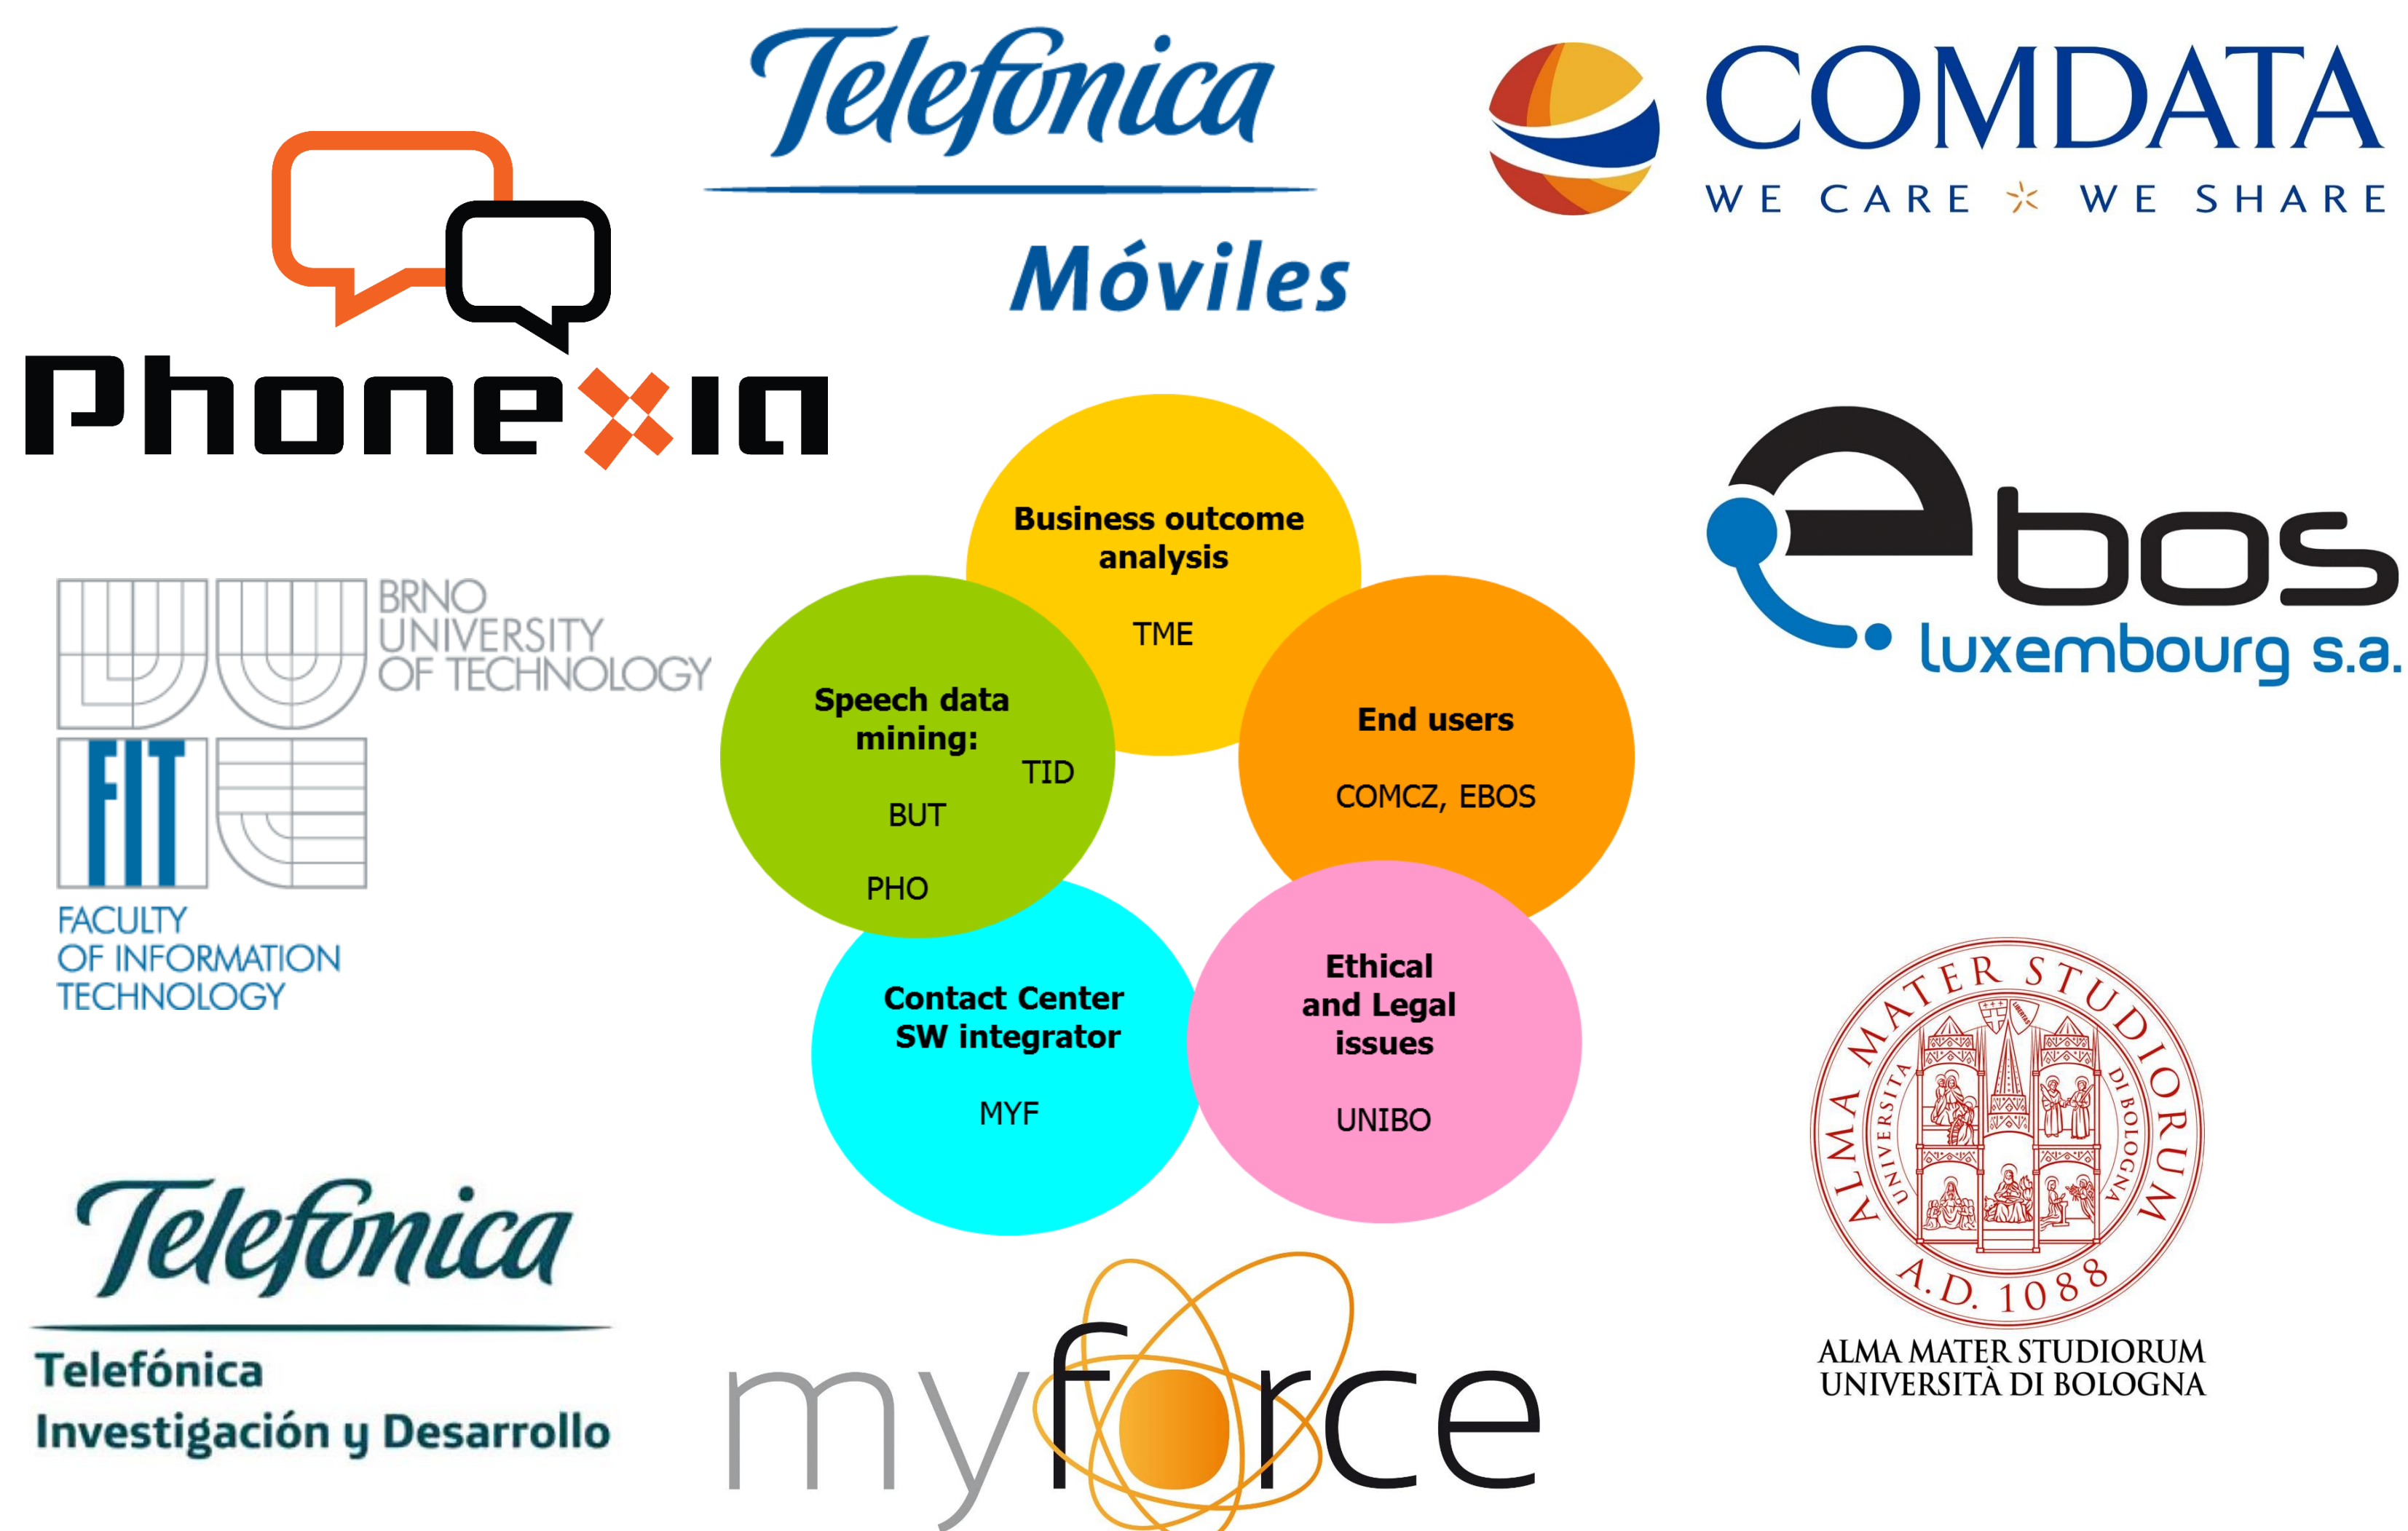 Telefónica
Móviles
COMDATA
WE CARE WE SHARE
Phonexia
ebos
luxembourg s.a.
BRNO
UNIVERSITY
OF TECHNOLOGY
FIT
FACULTY
OF INFORMATION
TECHNOLOGY
Business outcome
analysis
TME
Speech data
mining:
TID
BUT
PHO
End users
COMCZ, EBOS
Contact Center
SW integrator
MYF
Ethical
and Legal
issues
UNIBO
ALMA MATER STUDIORUM
UNIVERSITA DI BOLOGNA
A.D. 1088
ALMA MATER STUDIORUM
UNIVERSITÀ DI BOLOGNA
Telefónica
Telefónica
Investigación y Desarrollo
myforce